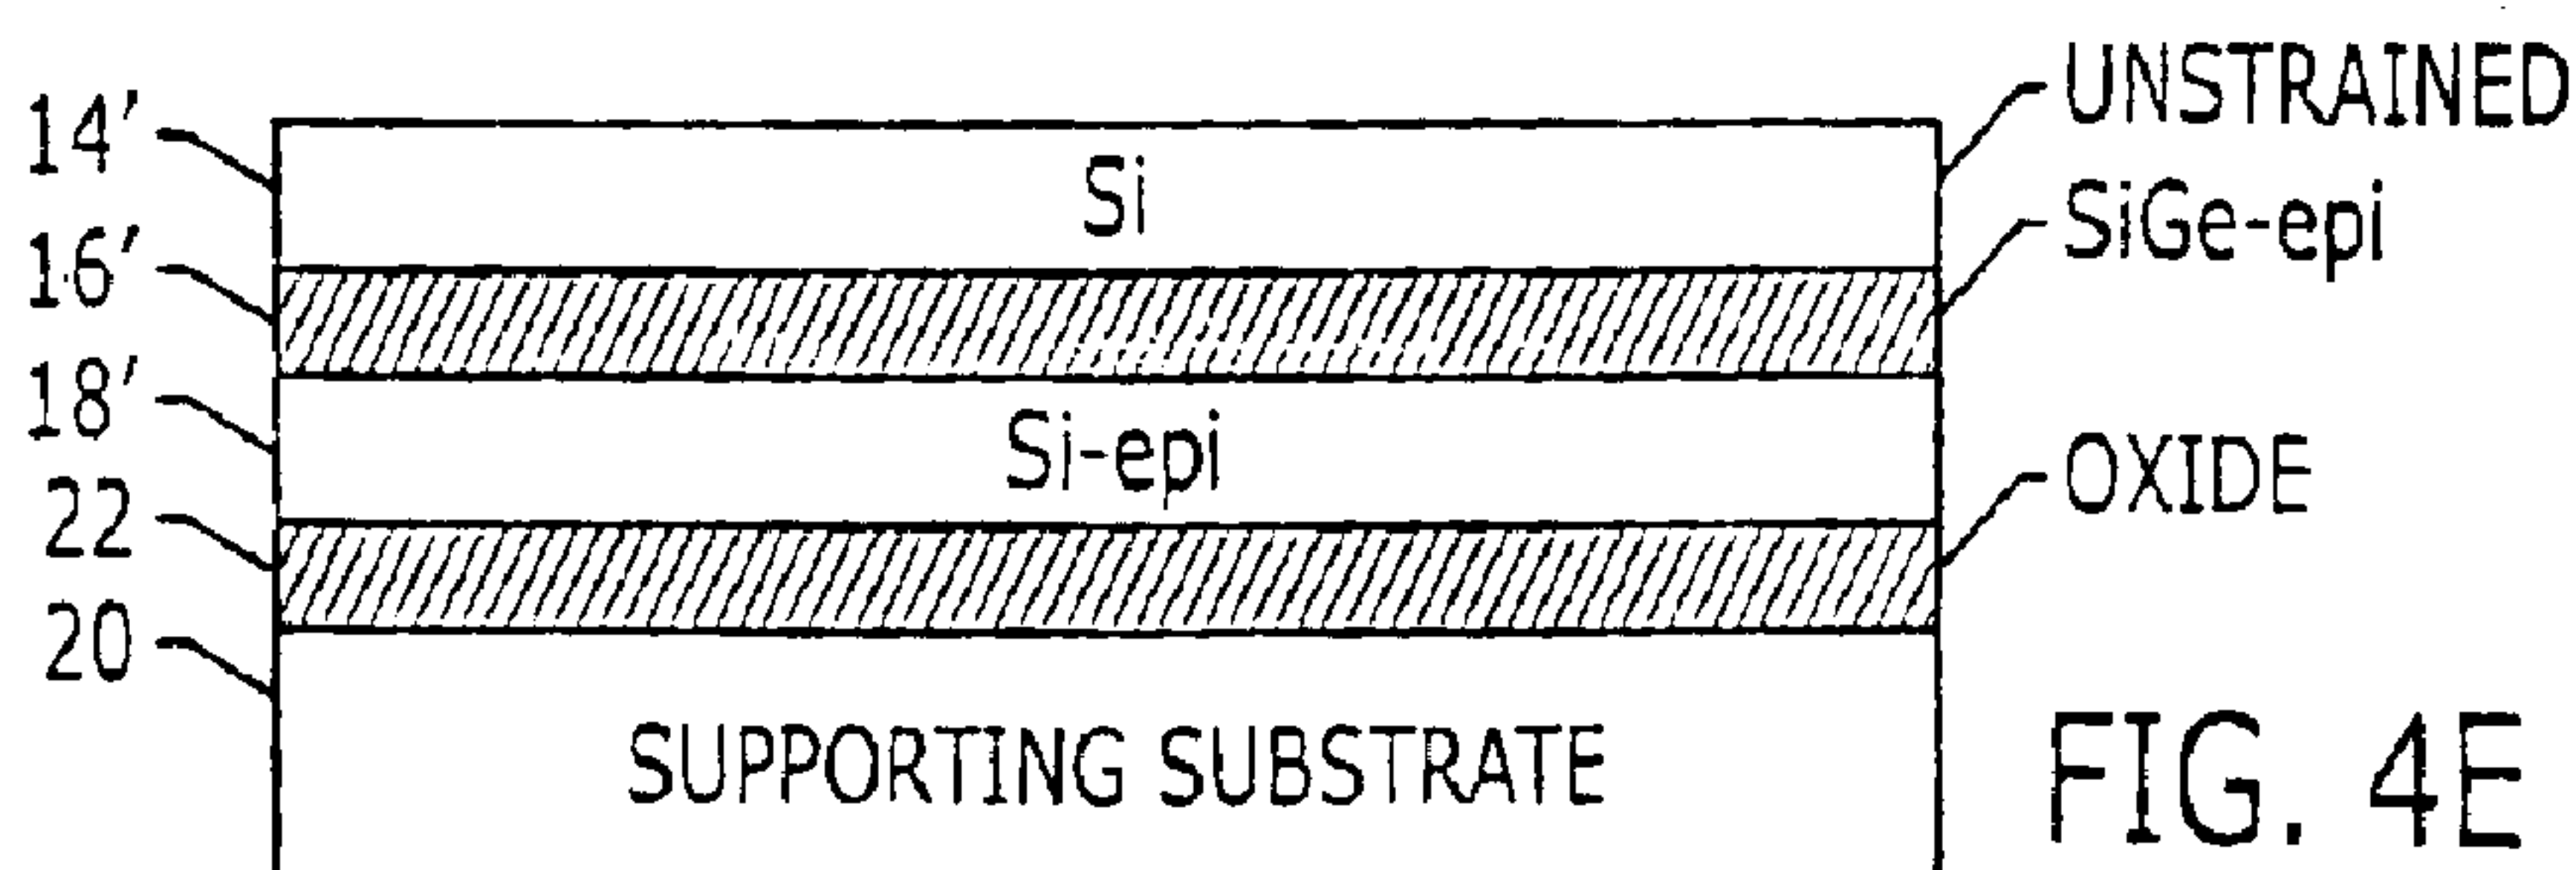 UNSTRAINED
14'
Si
16'
SiGe-epi
18'
Si-epi
22
OXIDE
20
SUPPORTING SUBSTRATE
FIG. 4E